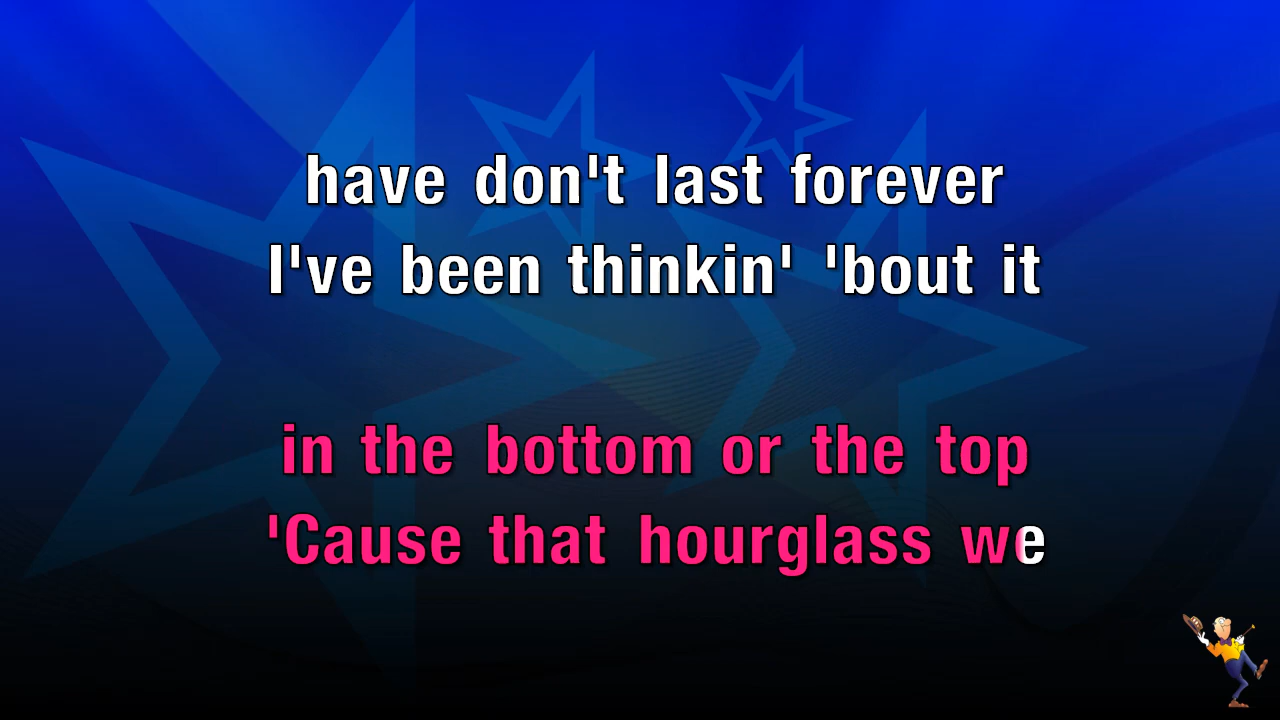 have don't last forever
I've been thinkin' 'bout it
in the bottom or the top
'Cause that hourglass we